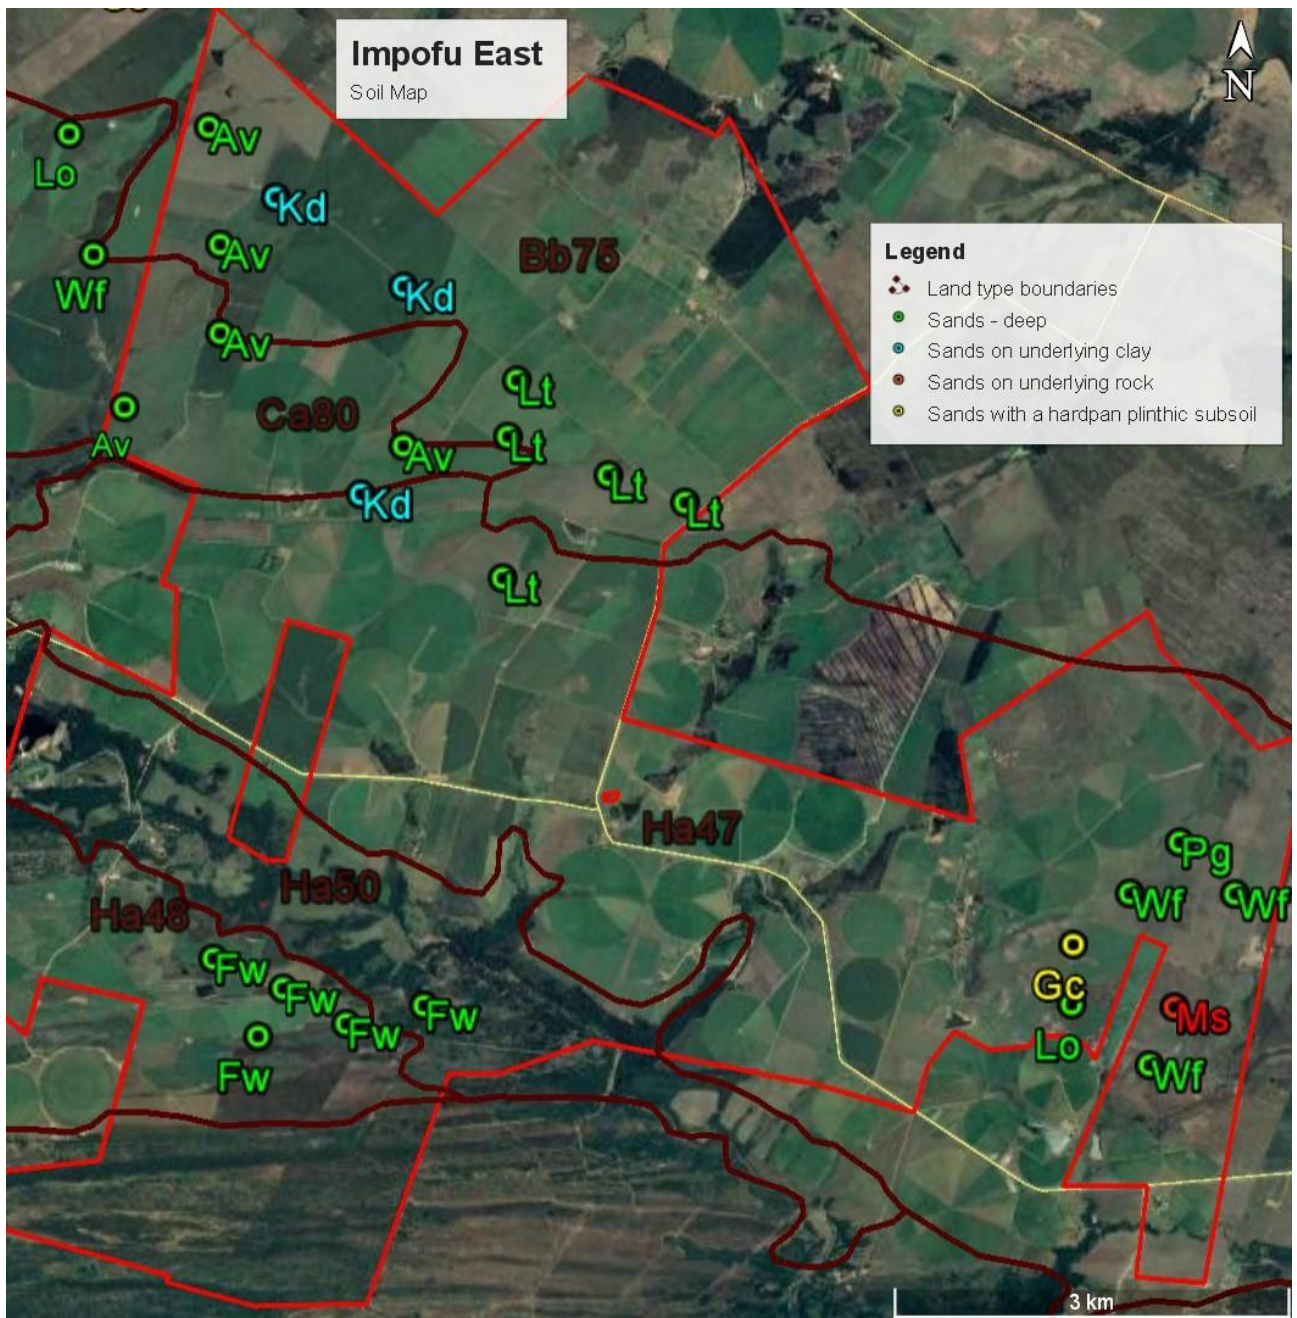 Impofu East
Soil Map
N
Av
Lo
Kd
Av
Bb75
Wf
Kd
Legend
Land type boundaries
Sands - deep
Sands on underlying clay
Sands on underlying rock
Sands with a hardpan plinthic subsoil
Av
Lt
Ca80
Av
Av
Lt
Lt
Kd
Lt
Lt
Ha47
Pg
Ha50
Wf
Wf
Ha48
Fw
Gc
Fw
Fw
Fw
Ms
Lo
Fw
Wf
3 km